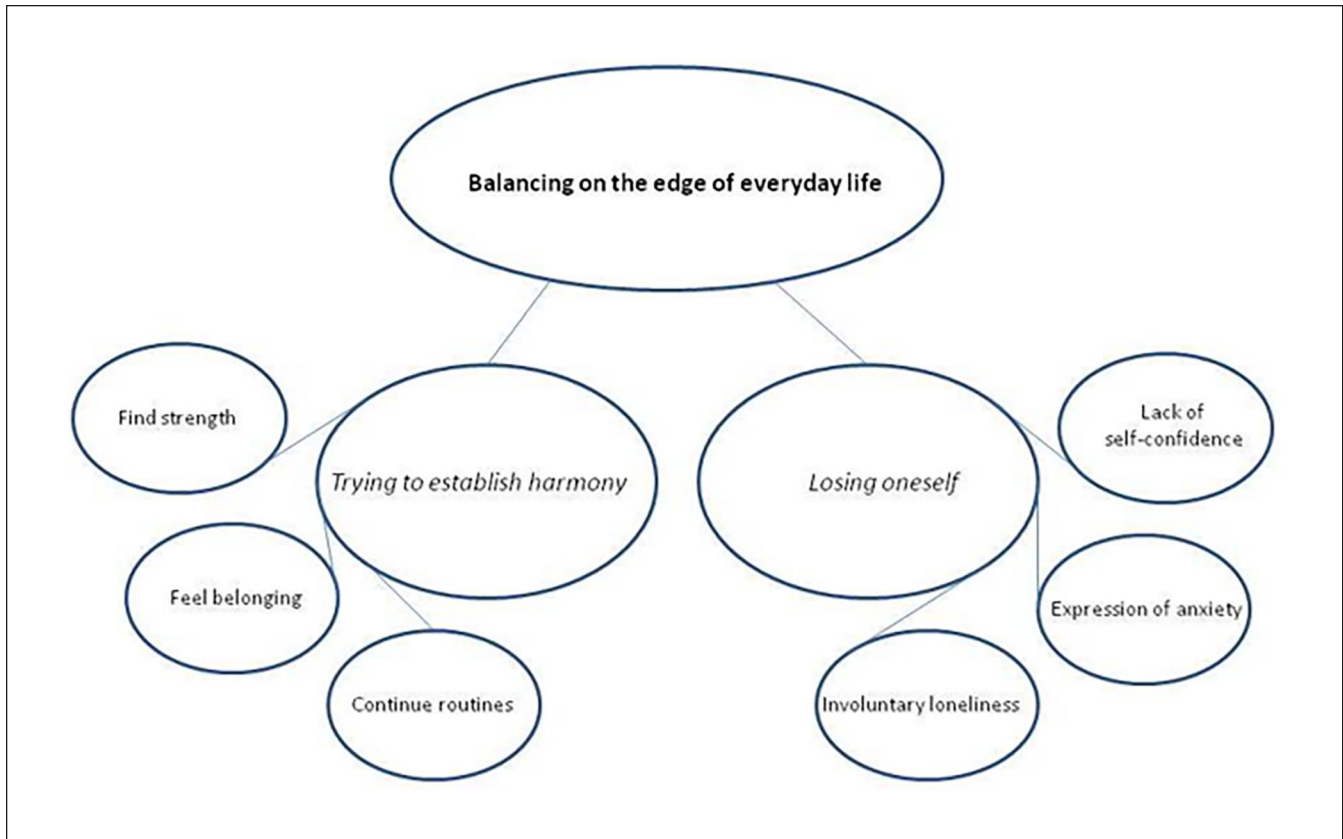 Balancing on the edge of everyday life
Find strength
Trying to establish harmony
Losing oneself
Lack of
self-confidence
Feel belonging
Expression of anxiety
Continue routines
Involuntary loneliness